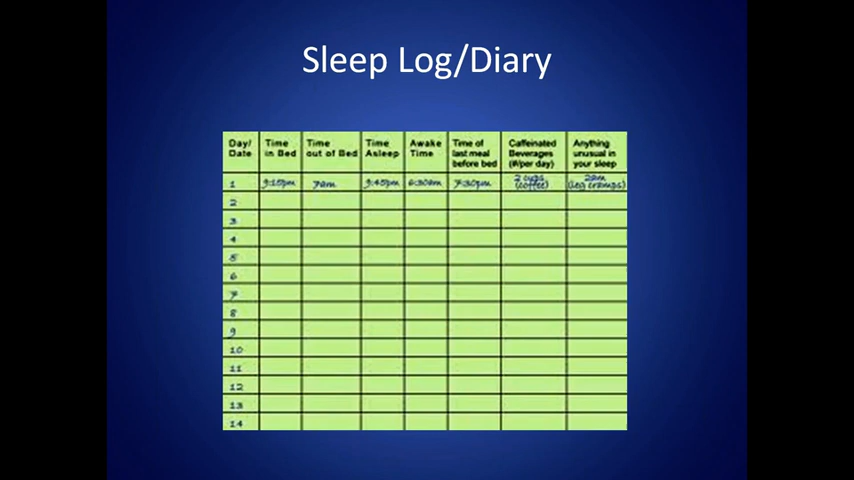 Sleep Log/Diary
Day/ Time Time Time Awake Time of Caffeinated Anything
Date in Bed out of Bed Asleep Time last meal Beverages unusual in
before bed (#/per day) your sleep
1 9:15pm 7am 9:45pm 6:30am 7:30pm 2 cups (coffee) 2am (leg cramps)
2
3
4
5
6
7
8
9
10
11
12
13
14